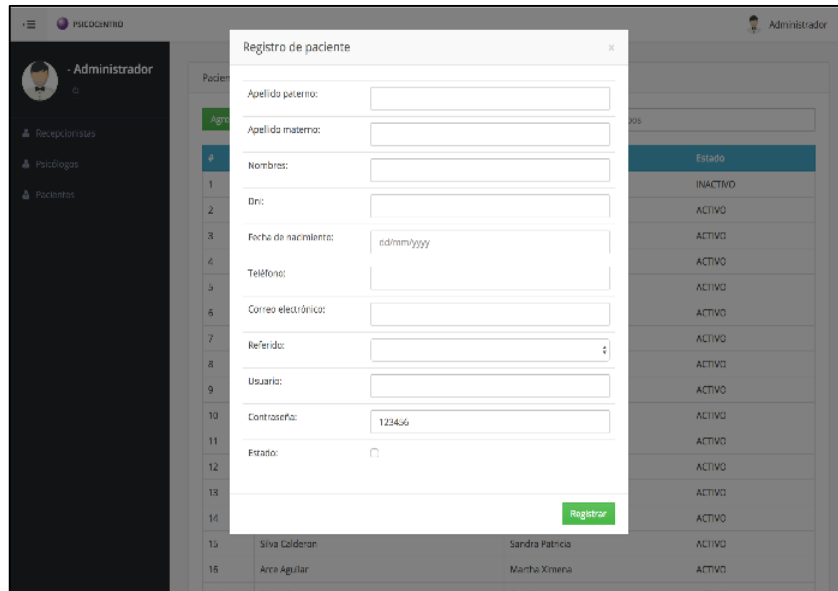 PSICOCENTRO
Administrador
- Administrador
Recepcionistas
Psicólogos
Pacientes
Registro de paciente
×
Apellido paterno:
Apellido materno:
Nombres:
Dni:
Fecha de nacimiento:
dd/mm/yyyy
Teléfono:
Correo electrónico:
Referido:
Usuario:
Contraseña:
123456
Estado:
Registrar
Pacien
Agre
# Estado
1 INACTIVO
2 ACTIVO
3 ACTIVO
4 ACTIVO
5 ACTIVO
6 ACTIVO
7 ACTIVO
8 ACTIVO
9 ACTIVO
10 ACTIVO
11 ACTIVO
12 ACTIVO
13 ACTIVO
14 ACTIVO
15 Silva Calderon Sandra Patricia ACTIVO
16 Arce Aguilar Martha Ximena ACTIVO